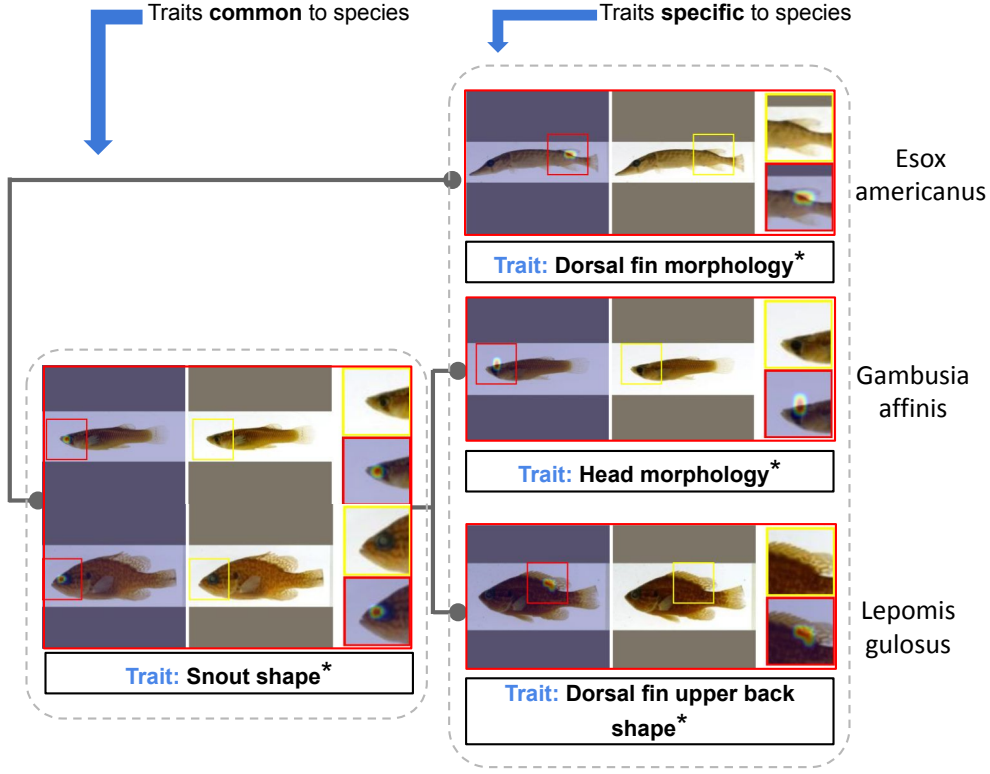 Traits common to species
Traits specific to species
Esox
americanus
Trait: Dorsal fin morphology*
Gambusia
affinis
Trait: Head morphology*
Lepomis
gulosus
Trait: Snout shape*
Trait: Dorsal fin upper back
shape*